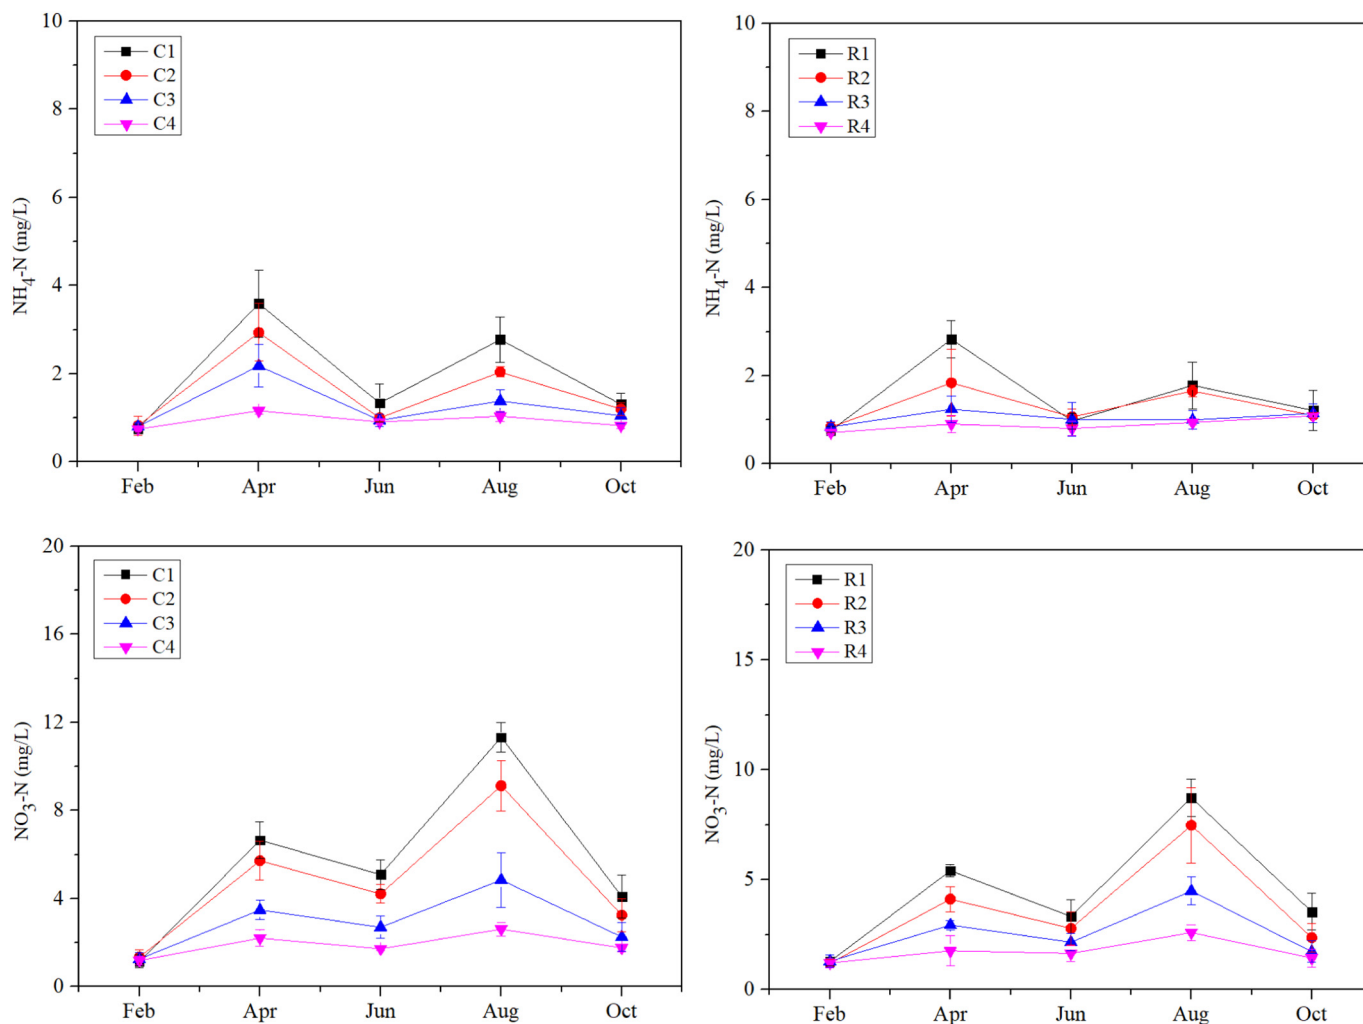 10
8
6
4
2
0
NH4-N (mg/L)
C1
C2
C3
C4
Feb Apr Jun Aug Oct
10
8
6
4
2
0
NH4-N (mg/L)
R1
R2
R3
R4
Feb Apr Jun Aug Oct
20
16
12
8
4
0
NO3-N (mg/L)
C1
C2
C3
C4
Feb Apr Jun Aug Oct
20
15
10
5
0
NO3-N (mg/L)
R1
R2
R3
R4
Feb Apr Jun Aug Oct